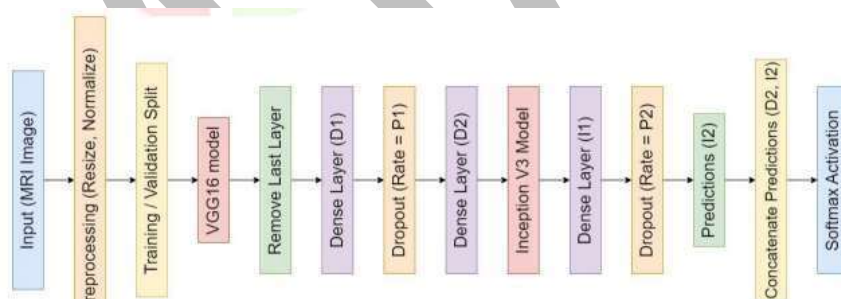 Input (MRI Image)
reprocessing (Resize, Normalize)
Training / Validation Split
VGG16 model
Remove Last Layer
Dense Layer (D1)
Dropout (Rate = P1)
Dense Layer (D2)
Inception V3 Model
Dense Layer (I1)
Dropout (Rate = P2)
Predictions (I2)
Concatenate Predictions (D2, I2)
Softmax Activation